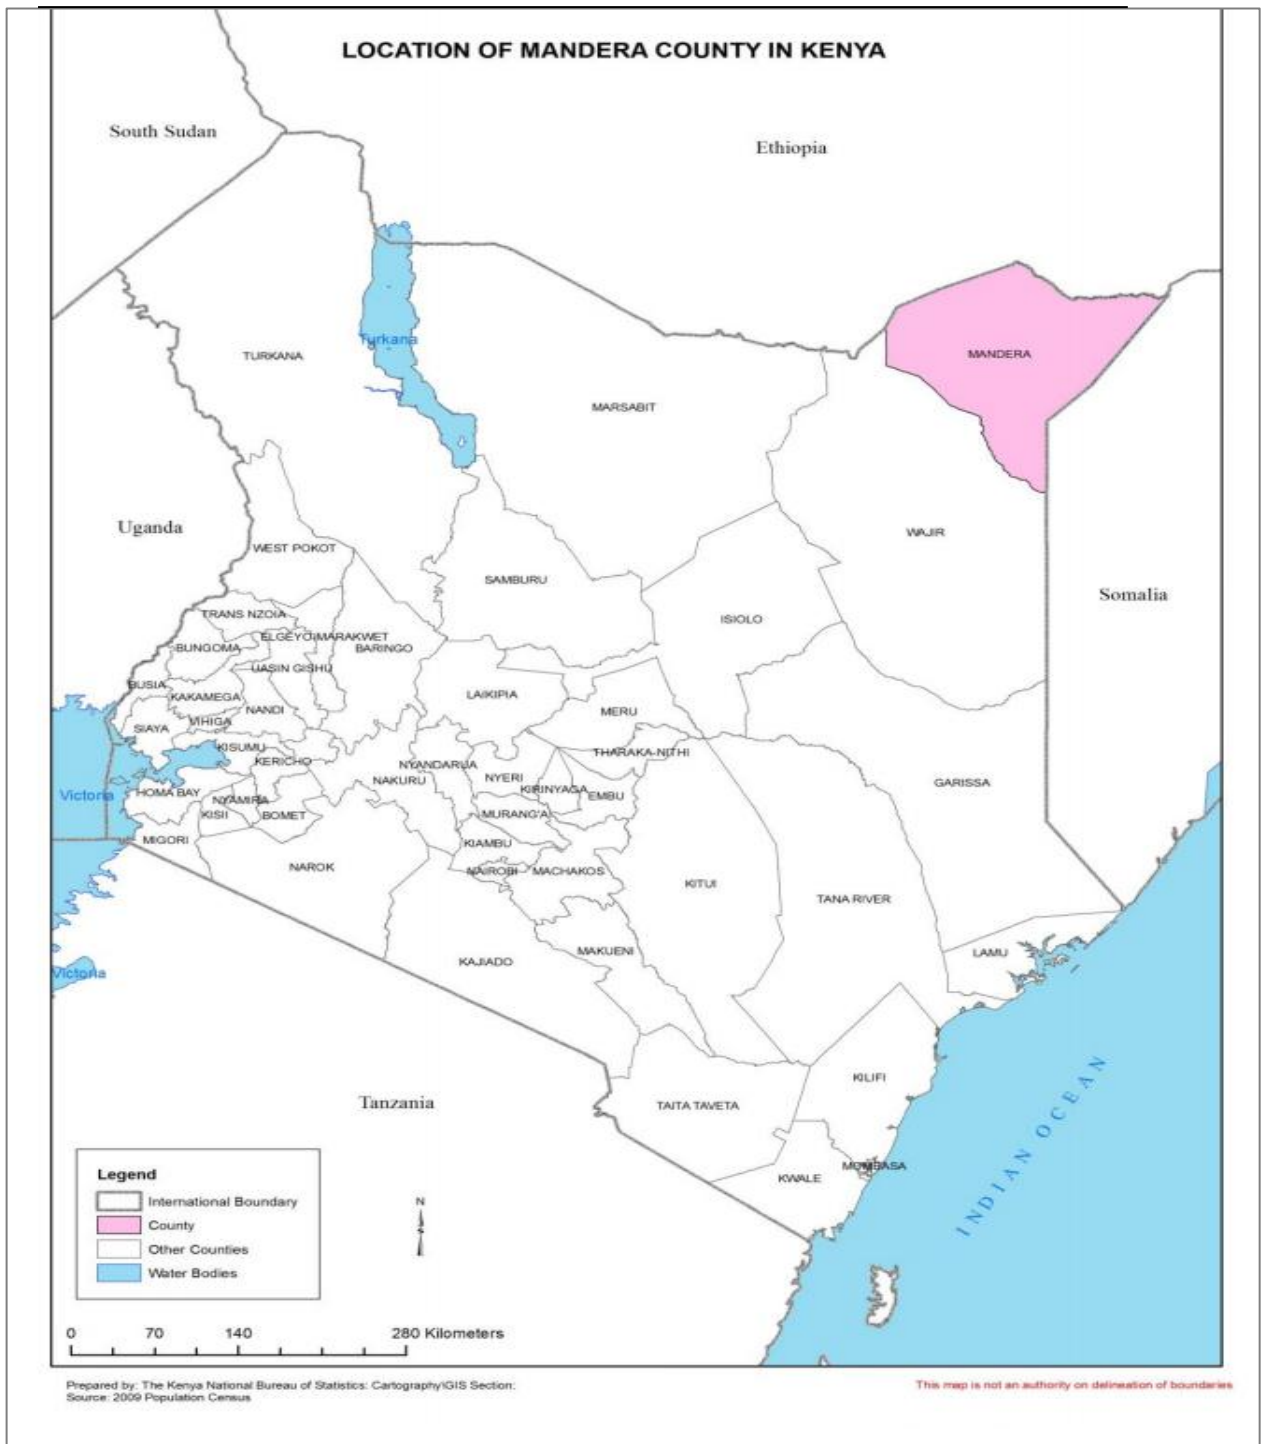 LOCATION OF MANDERA COUNTY IN KENYA
South Sudan
Ethiopia
Turkana
TURKANA
MANDERA
MARSABIT
Uganda
WAJIR
WEST POKOT
SAMBURU
Somalia
TRANS NZOIA
ISIOLO
ELGEYO MARAKWET
BUNGOMA
BARINGO
UASIN GISHU
BUSIA
KAKAMEGA
LAIKIPIA
NANDI
MERU
VIHIGA
SIAYA
KISUMU
THARAKA-NITHI
KERICHO
NYANDARUA
NYERI
NAKURU
GARISSA
KIRINYAGA
HOMA BAY
Victoria
EMBU
NYAMIRA
KISII
BOMET
MURANG'A
MIGORI
KIAMBU
NAROK
NAIROBI
MACHAKOS
KITUI
TANA RIVER
MAKUENI
LAMU
KAJIADO
Victoria
KILIFI
Tanzania
TAITA TAVETA
INDIAN OCEAN
MOMBASA
KWALE
Legend
International Boundary
County
Other Counties
Water Bodies
N
0 70 140 280 Kilometers
Prepared by: The Kenya National Bureau of Statistics: Cartography\GIS Section:
Source: 2009 Population Census
This map is not an authority on delineation of boundaries